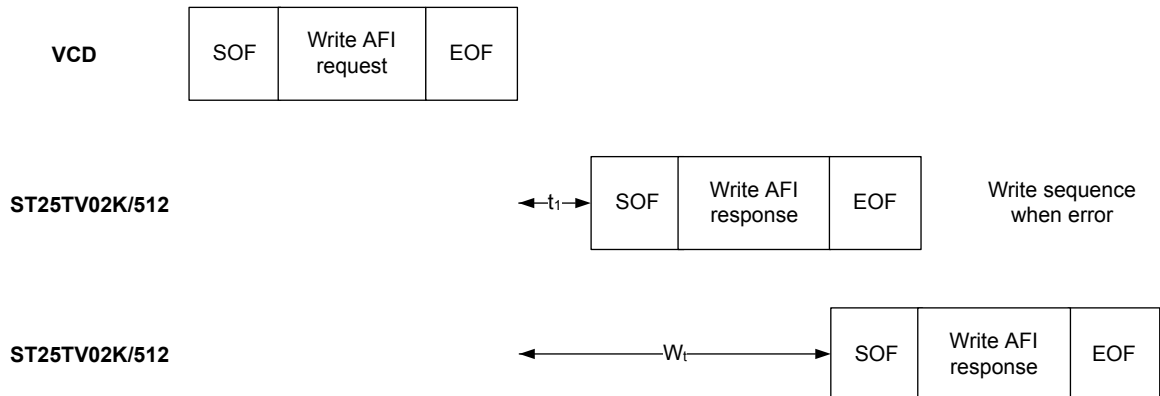 VCD
SOF
Write AFI
request
EOF
ST25TV02K/512
t₁
SOF
Write AFI
response
EOF
Write sequence
when error
ST25TV02K/512
Wₜ
SOF
Write AFI
response
EOF